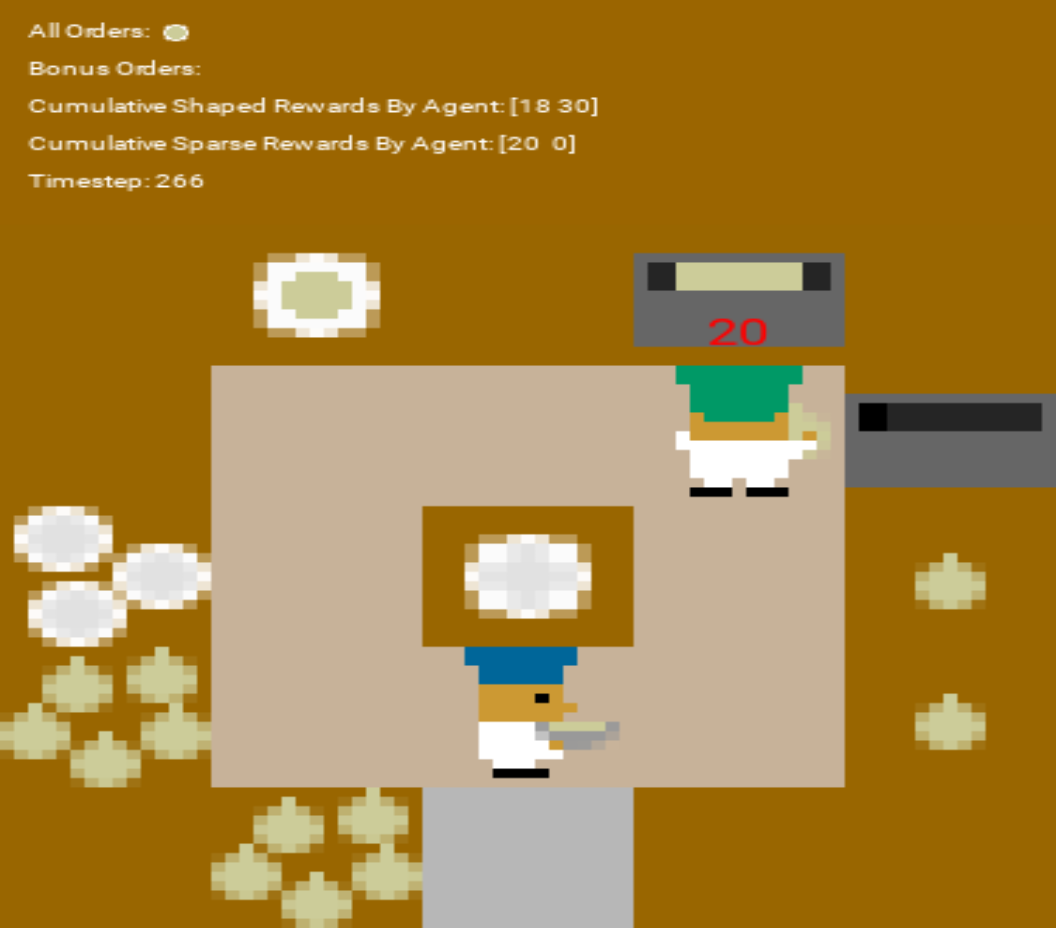 All Orders:
Bonus Orders:
Cumulative Shaped Rewards By Agent: [18 30]
Cumulative Sparse Rewards By Agent: [20  0]
Timestep: 266
20